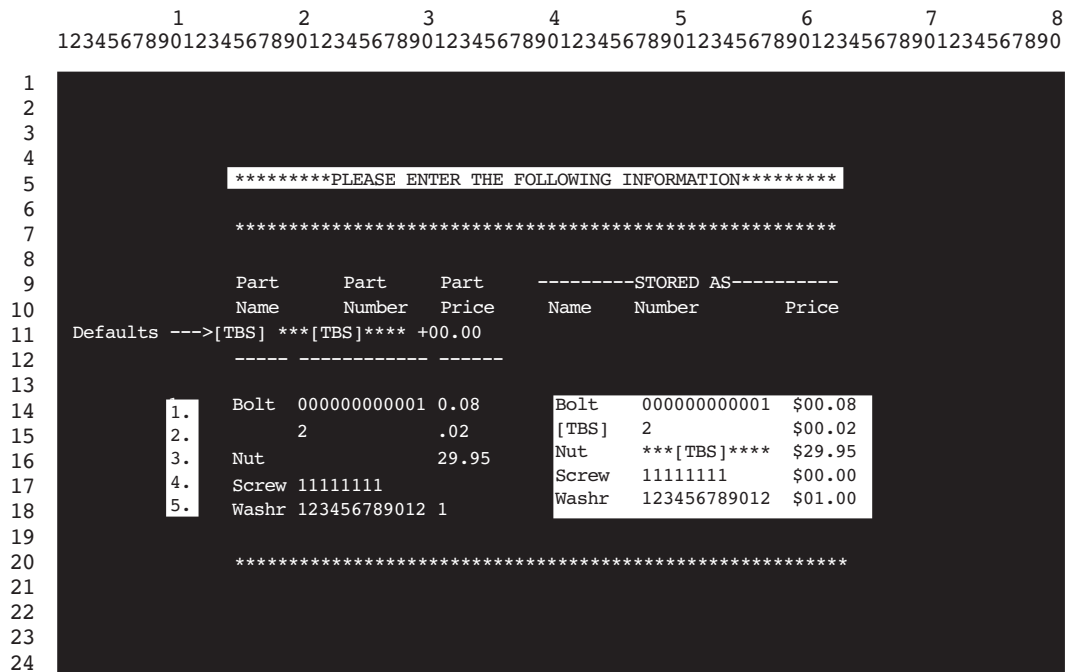 1 2 3 4 5 6 7 8
12345678901234567890123456789012345678901234567890123456789012345678901234567890
1
2
3
4
5 *********PLEASE ENTER THE FOLLOWING INFORMATION*********
6
7 ********************************************************
8
9 Part Part Part ---------STORED AS----------
10 Name Number Price Name Number Price
11 Defaults --->[TBS] ***[TBS]**** +00.00
12 ----- ------------ ------
13
14 1. Bolt 000000000001 0.08 Bolt 000000000001 $00.08
15 2. 2 .02 [TBS] 2 $00.02
16 3. Nut 29.95 Nut ***[TBS]**** $29.95
17 4. Screw 11111111 Screw 11111111 $00.00
18 5. Washr 123456789012 1 Washr 123456789012 $01.00
19
20 *********************************************************
21
22
23
24